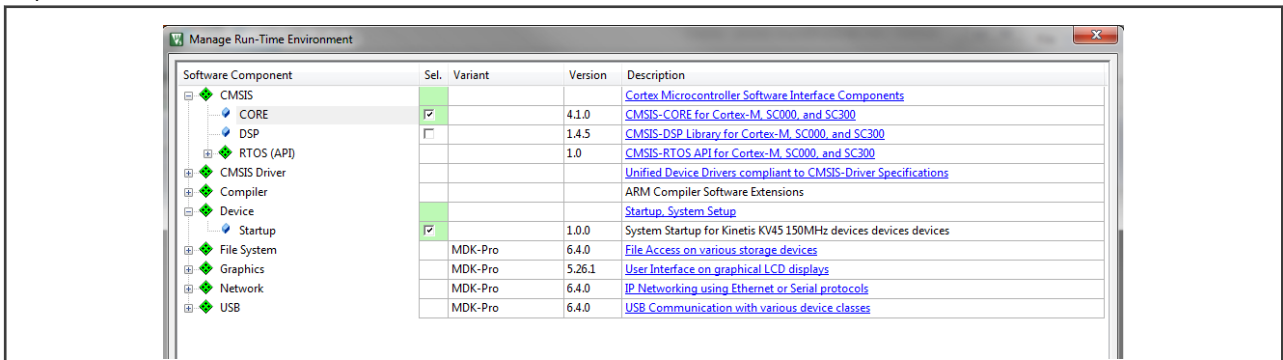 Manage Run-Time Environment
Software Component Sel. Variant Version Description
CMSIS Cortex Microcontroller Software Interface Components
CORE 4.1.0 CMSIS-CORE for Cortex-M, SC000, and SC300
DSP 1.4.5 CMSIS-DSP Library for Cortex-M, SC000, and SC300
RTOS (API) 1.0 CMSIS-RTOS API for Cortex-M, SC000, and SC300
CMSIS Driver Unified Device Drivers compliant to CMSIS-Driver Specifications
Compiler ARM Compiler Software Extensions
Device Startup, System Setup
Startup 1.0.0 System Startup for Kinetis KV45 150MHz devices devices devices
File System MDK-Pro 6.4.0 File Access on various storage devices
Graphics MDK-Pro 5.26.1 User Interface on graphical LCD displays
Network MDK-Pro 6.4.0 IP Networking using Ethernet or Serial protocols
USB MDK-Pro 6.4.0 USB Communication with various device classes